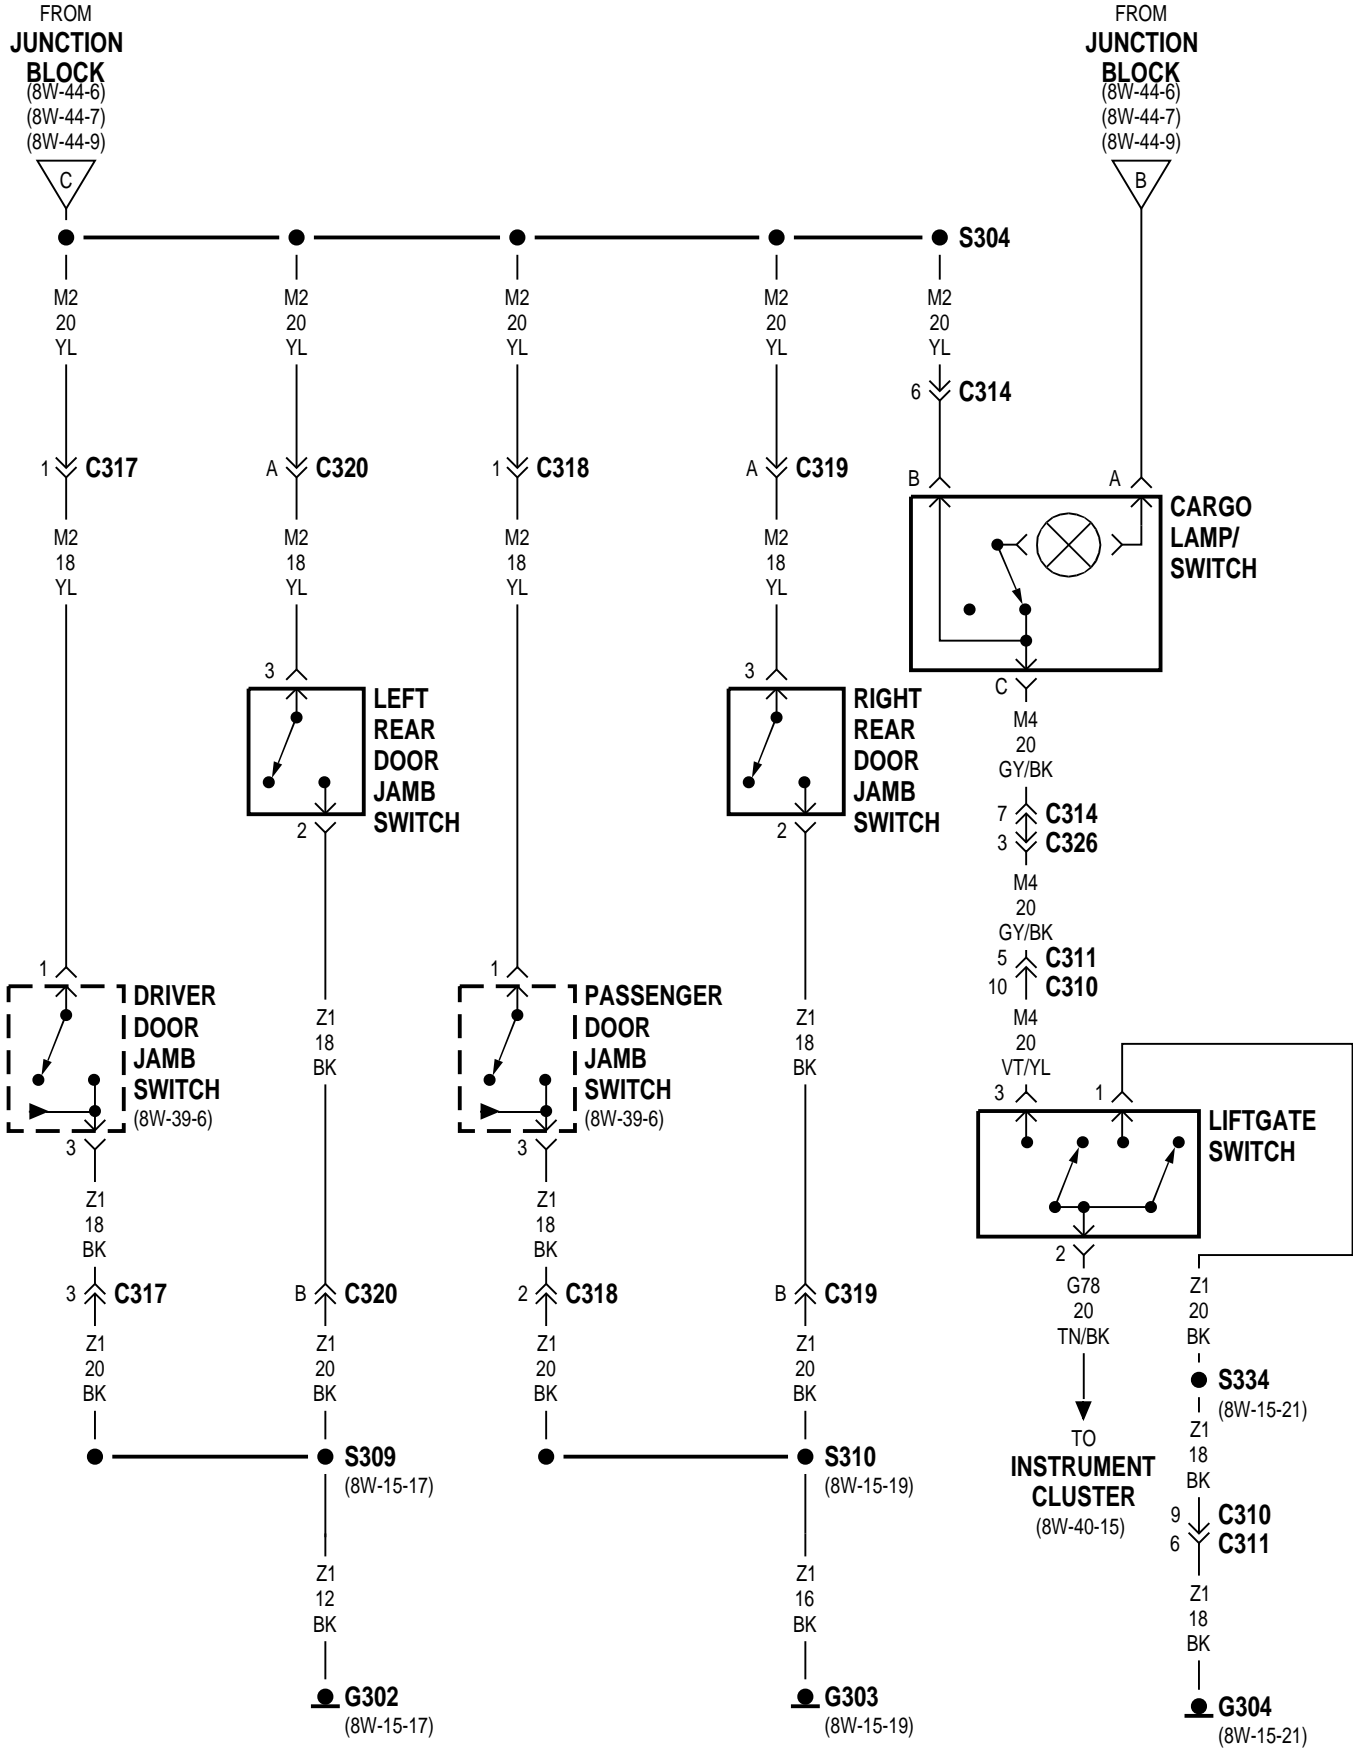 FROM
JUNCTION
BLOCK
(8W-44-6)
(8W-44-7)
(8W-44-9)
C
FROM
JUNCTION
BLOCK
(8W-44-6)
(8W-44-7)
(8W-44-9)
B
S304
M2
20
YL
M2
20
YL
M2
20
YL
M2
20
YL
M2
20
YL
6 C314
1 C317
A C320
1 C318
A C319
B
A
CARGO
LAMP/
SWITCH
M2
18
YL
M2
18
YL
M2
18
YL
M2
18
YL
3
LEFT
REAR
DOOR
JAMB
SWITCH
2
3
RIGHT
REAR
DOOR
JAMB
SWITCH
2
C
M4
20
GY/BK
7 C314
3 C326
M4
20
GY/BK
5 C311
10 C310
M4
20
VT/YL
1
DRIVER
DOOR
JAMB
SWITCH
(8W-39-6)
3
Z1
18
BK
1
PASSENGER
DOOR
JAMB
SWITCH
(8W-39-6)
3
Z1
18
BK
3
1
LIFTGATE
SWITCH
2
Z1
18
BK
Z1
18
BK
3 C317
B C320
2 C318
B C319
G78
20
TN/BK
Z1
20
BK
Z1
20
BK
Z1
20
BK
Z1
20
BK
Z1
20
BK
S334
(8W-15-21)
TO
INSTRUMENT
CLUSTER
(8W-40-15)
Z1
18
BK
S309
(8W-15-17)
S310
(8W-15-19)
9 C310
6 C311
Z1
12
BK
Z1
16
BK
Z1
18
BK
G302
(8W-15-17)
G303
(8W-15-19)
G304
(8W-15-21)